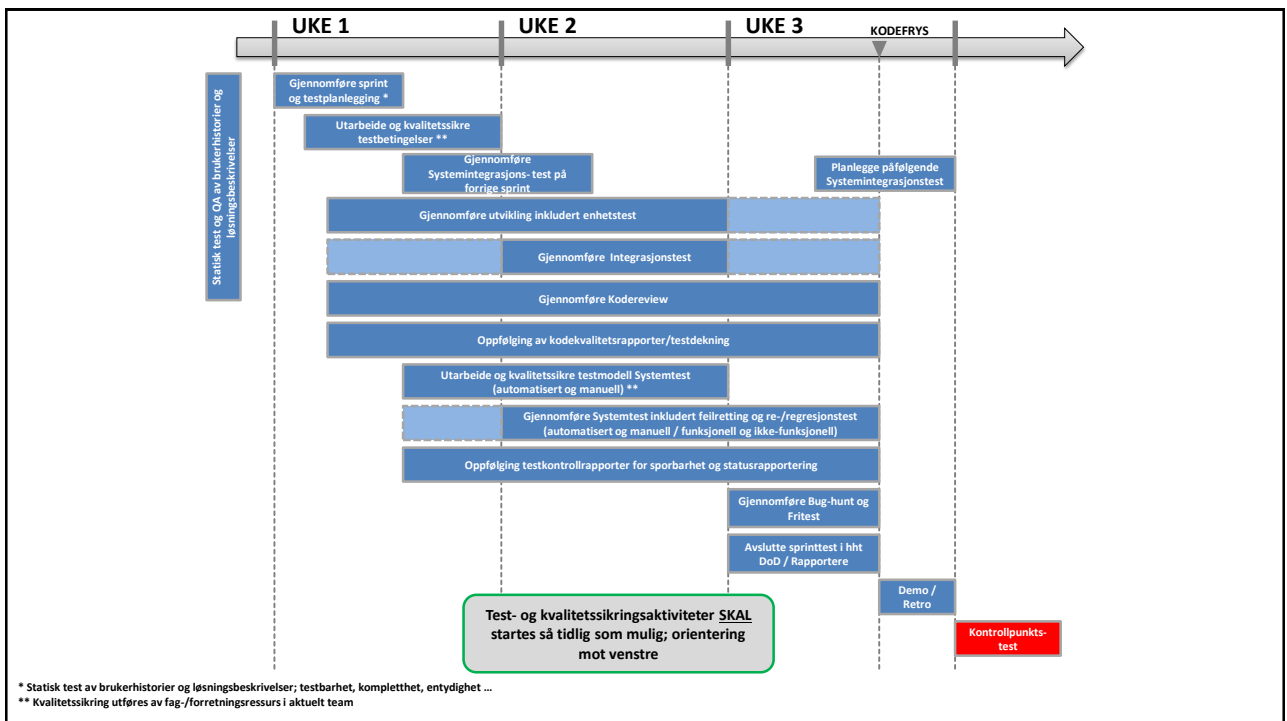 UKE 1
UKE 2
UKE 3
KODEFRYS
Statisk test og QA av brukerhistorier og
løsningsbeskrivelser
Gjennomføre sprint
og testplanlegging *
Utarbeide og kvalitetssikre
testbetingelser **
Gjennomføre
Systemintegrasjons- test på
forrige sprint
Planlegge påfølgende
Systemintegrasjonstest
Gjennomføre utvikling inkludert enhetstest
Gjennomføre Integrasjonstest
Gjennomføre Kodereview
Oppfølging av kodekvalitetsrapporter/testdekning
Utarbeide og kvalitetssikre testmodell Systemtest
(automatisert og manuell) **
Gjennomføre Systemtest inkludert feilretting og re-/regresjonstest
(automatisert og manuell / funksjonell og ikke-funksjonell)
Oppfølging testkontrollrapporter for sporbarhet og statusrapportering
Gjennomføre Bug-hunt og
Fritest
Avslutte sprinttest i hht
DoD / Rapportere
Demo /
Retro
Test- og kvalitetssikringsaktiviteter SKAL
startes så tidlig som mulig; orientering
mot venstre
Kontrollpunkts-
test
* Statisk test av brukerhistorier og løsningsbeskrivelser; testbarhet, kompletthet, entydighet ...
** Kvalitetssikring utføres av fag-/forretningsressurs i aktuelt team